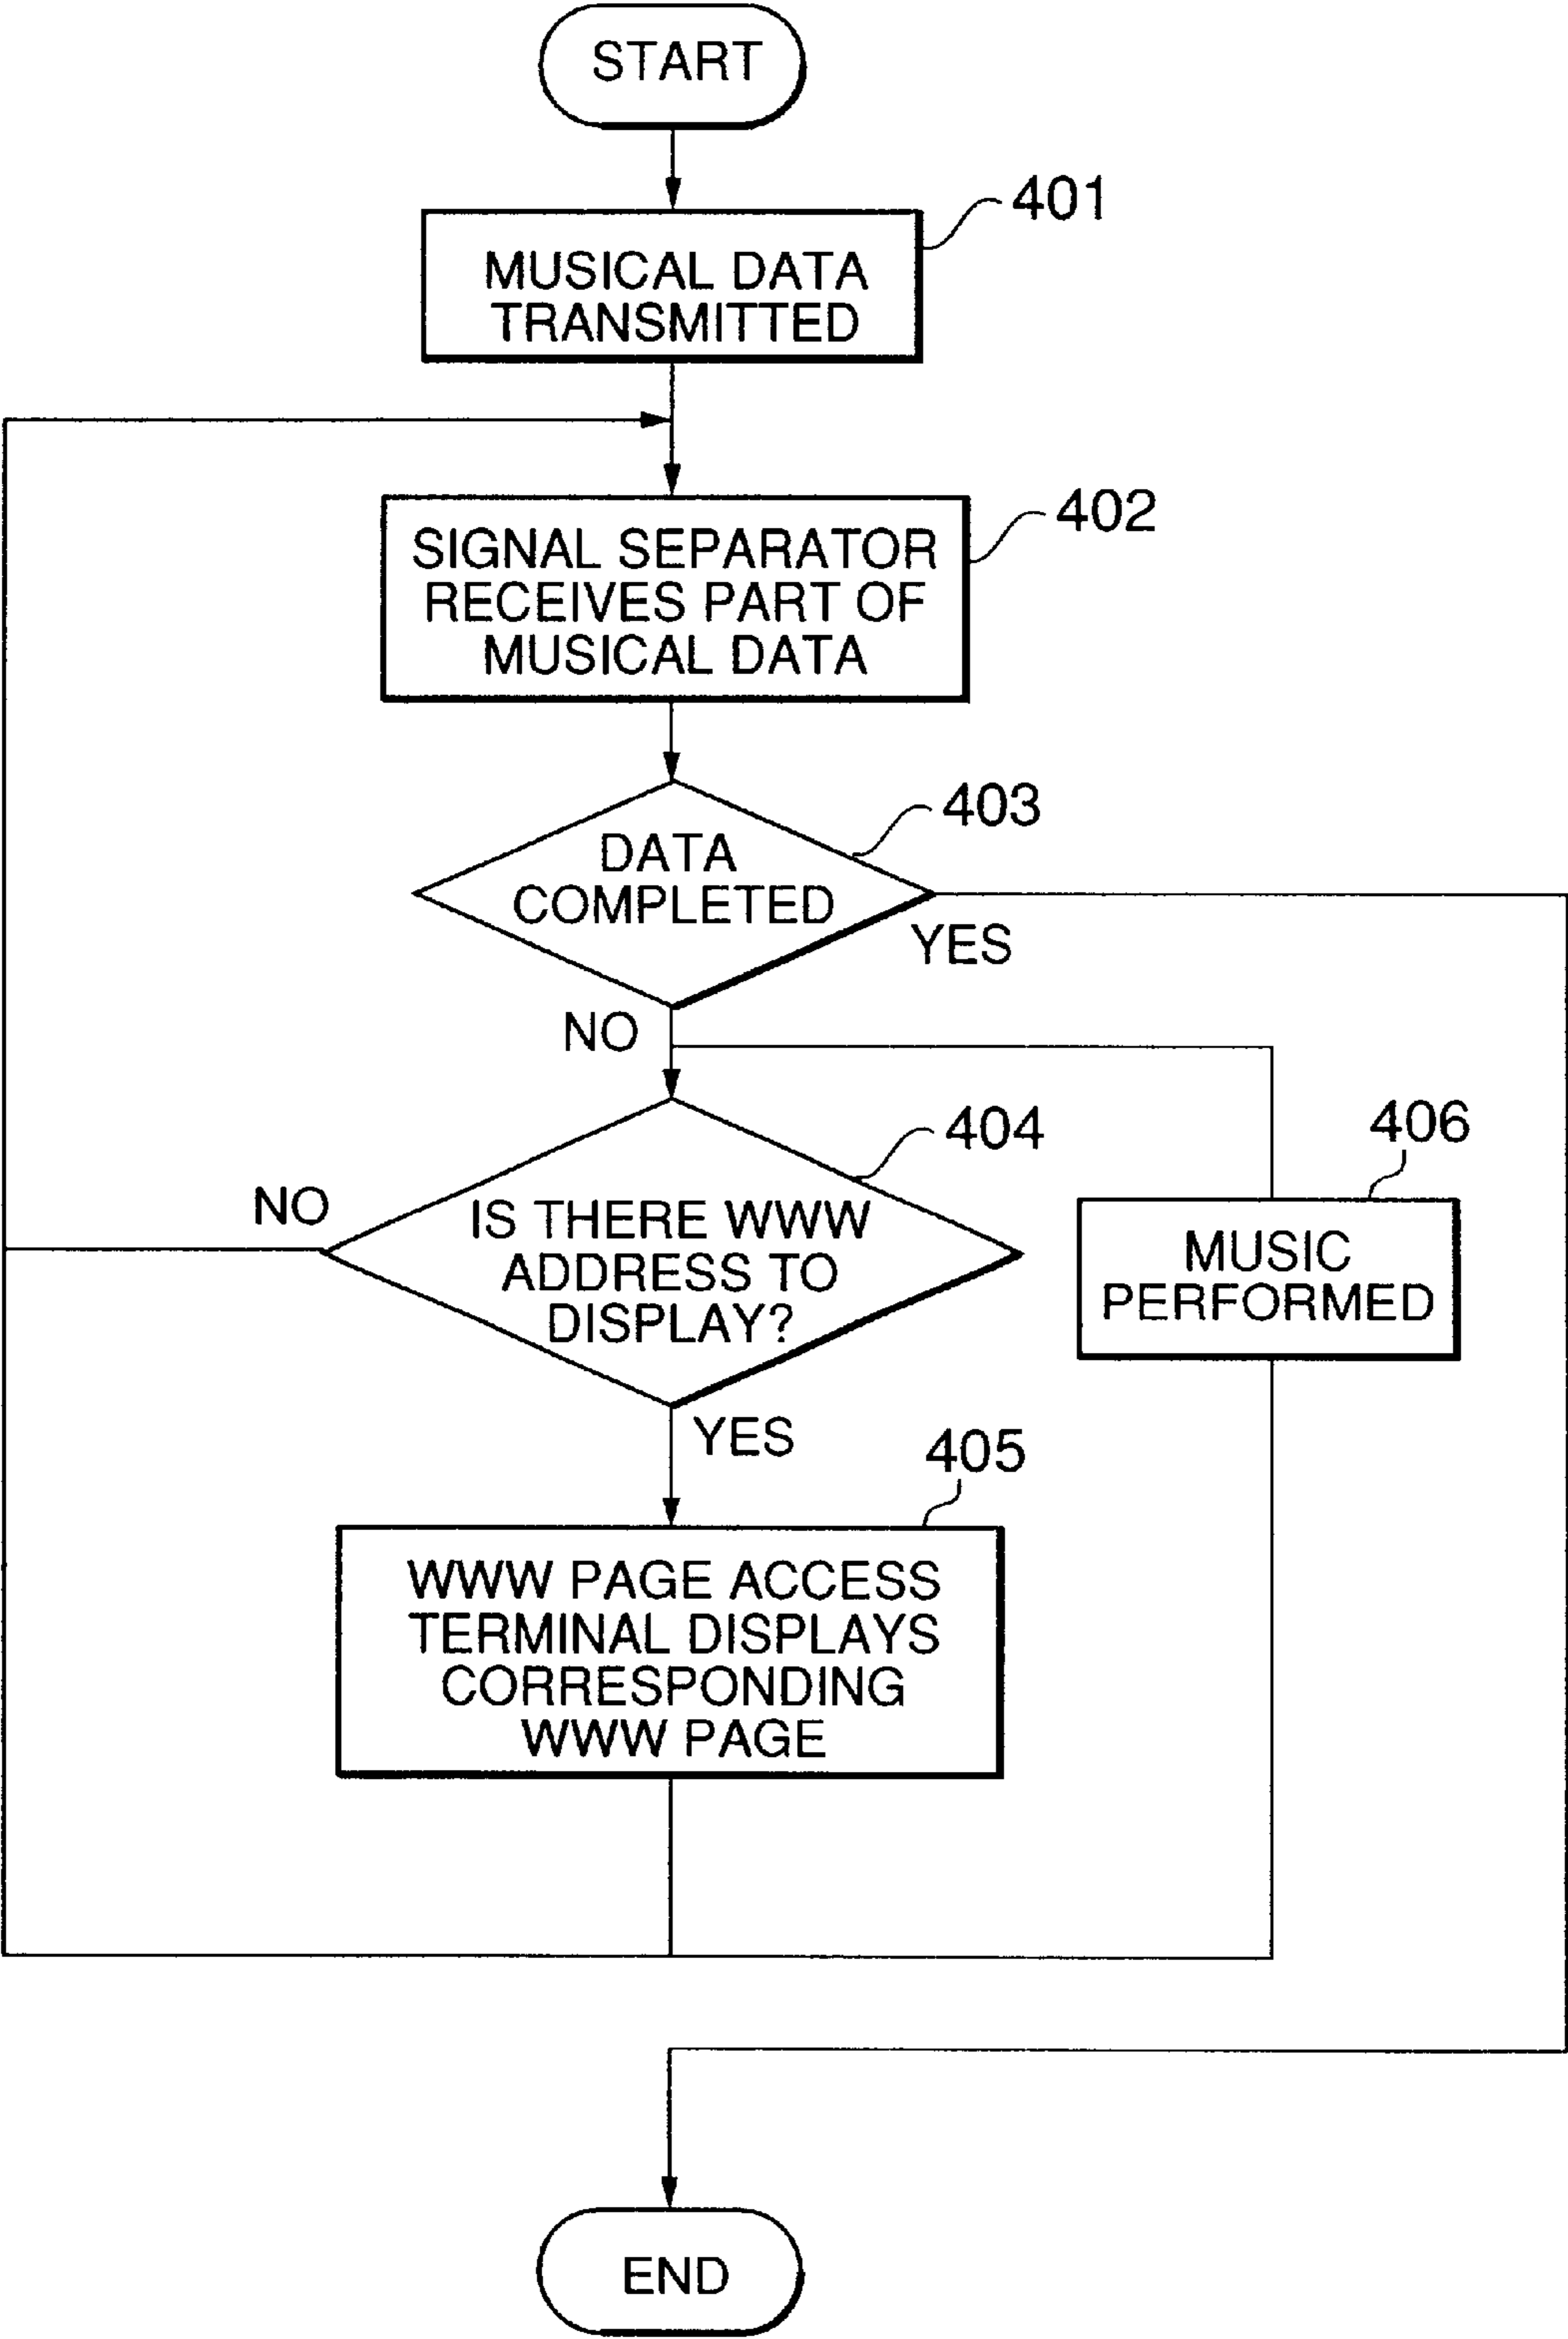 START
401
MUSICAL DATA
TRANSMITTED
402
SIGNAL SEPARATOR
RECEIVES PART OF
MUSICAL DATA
403
DATA
COMPLETED
YES
NO
404
NO
IS THERE WWW
ADDRESS TO
DISPLAY?
406
MUSIC
PERFORMED
YES
405
WWW PAGE ACCESS
TERMINAL DISPLAYS
CORRESPONDING
WWW PAGE
END